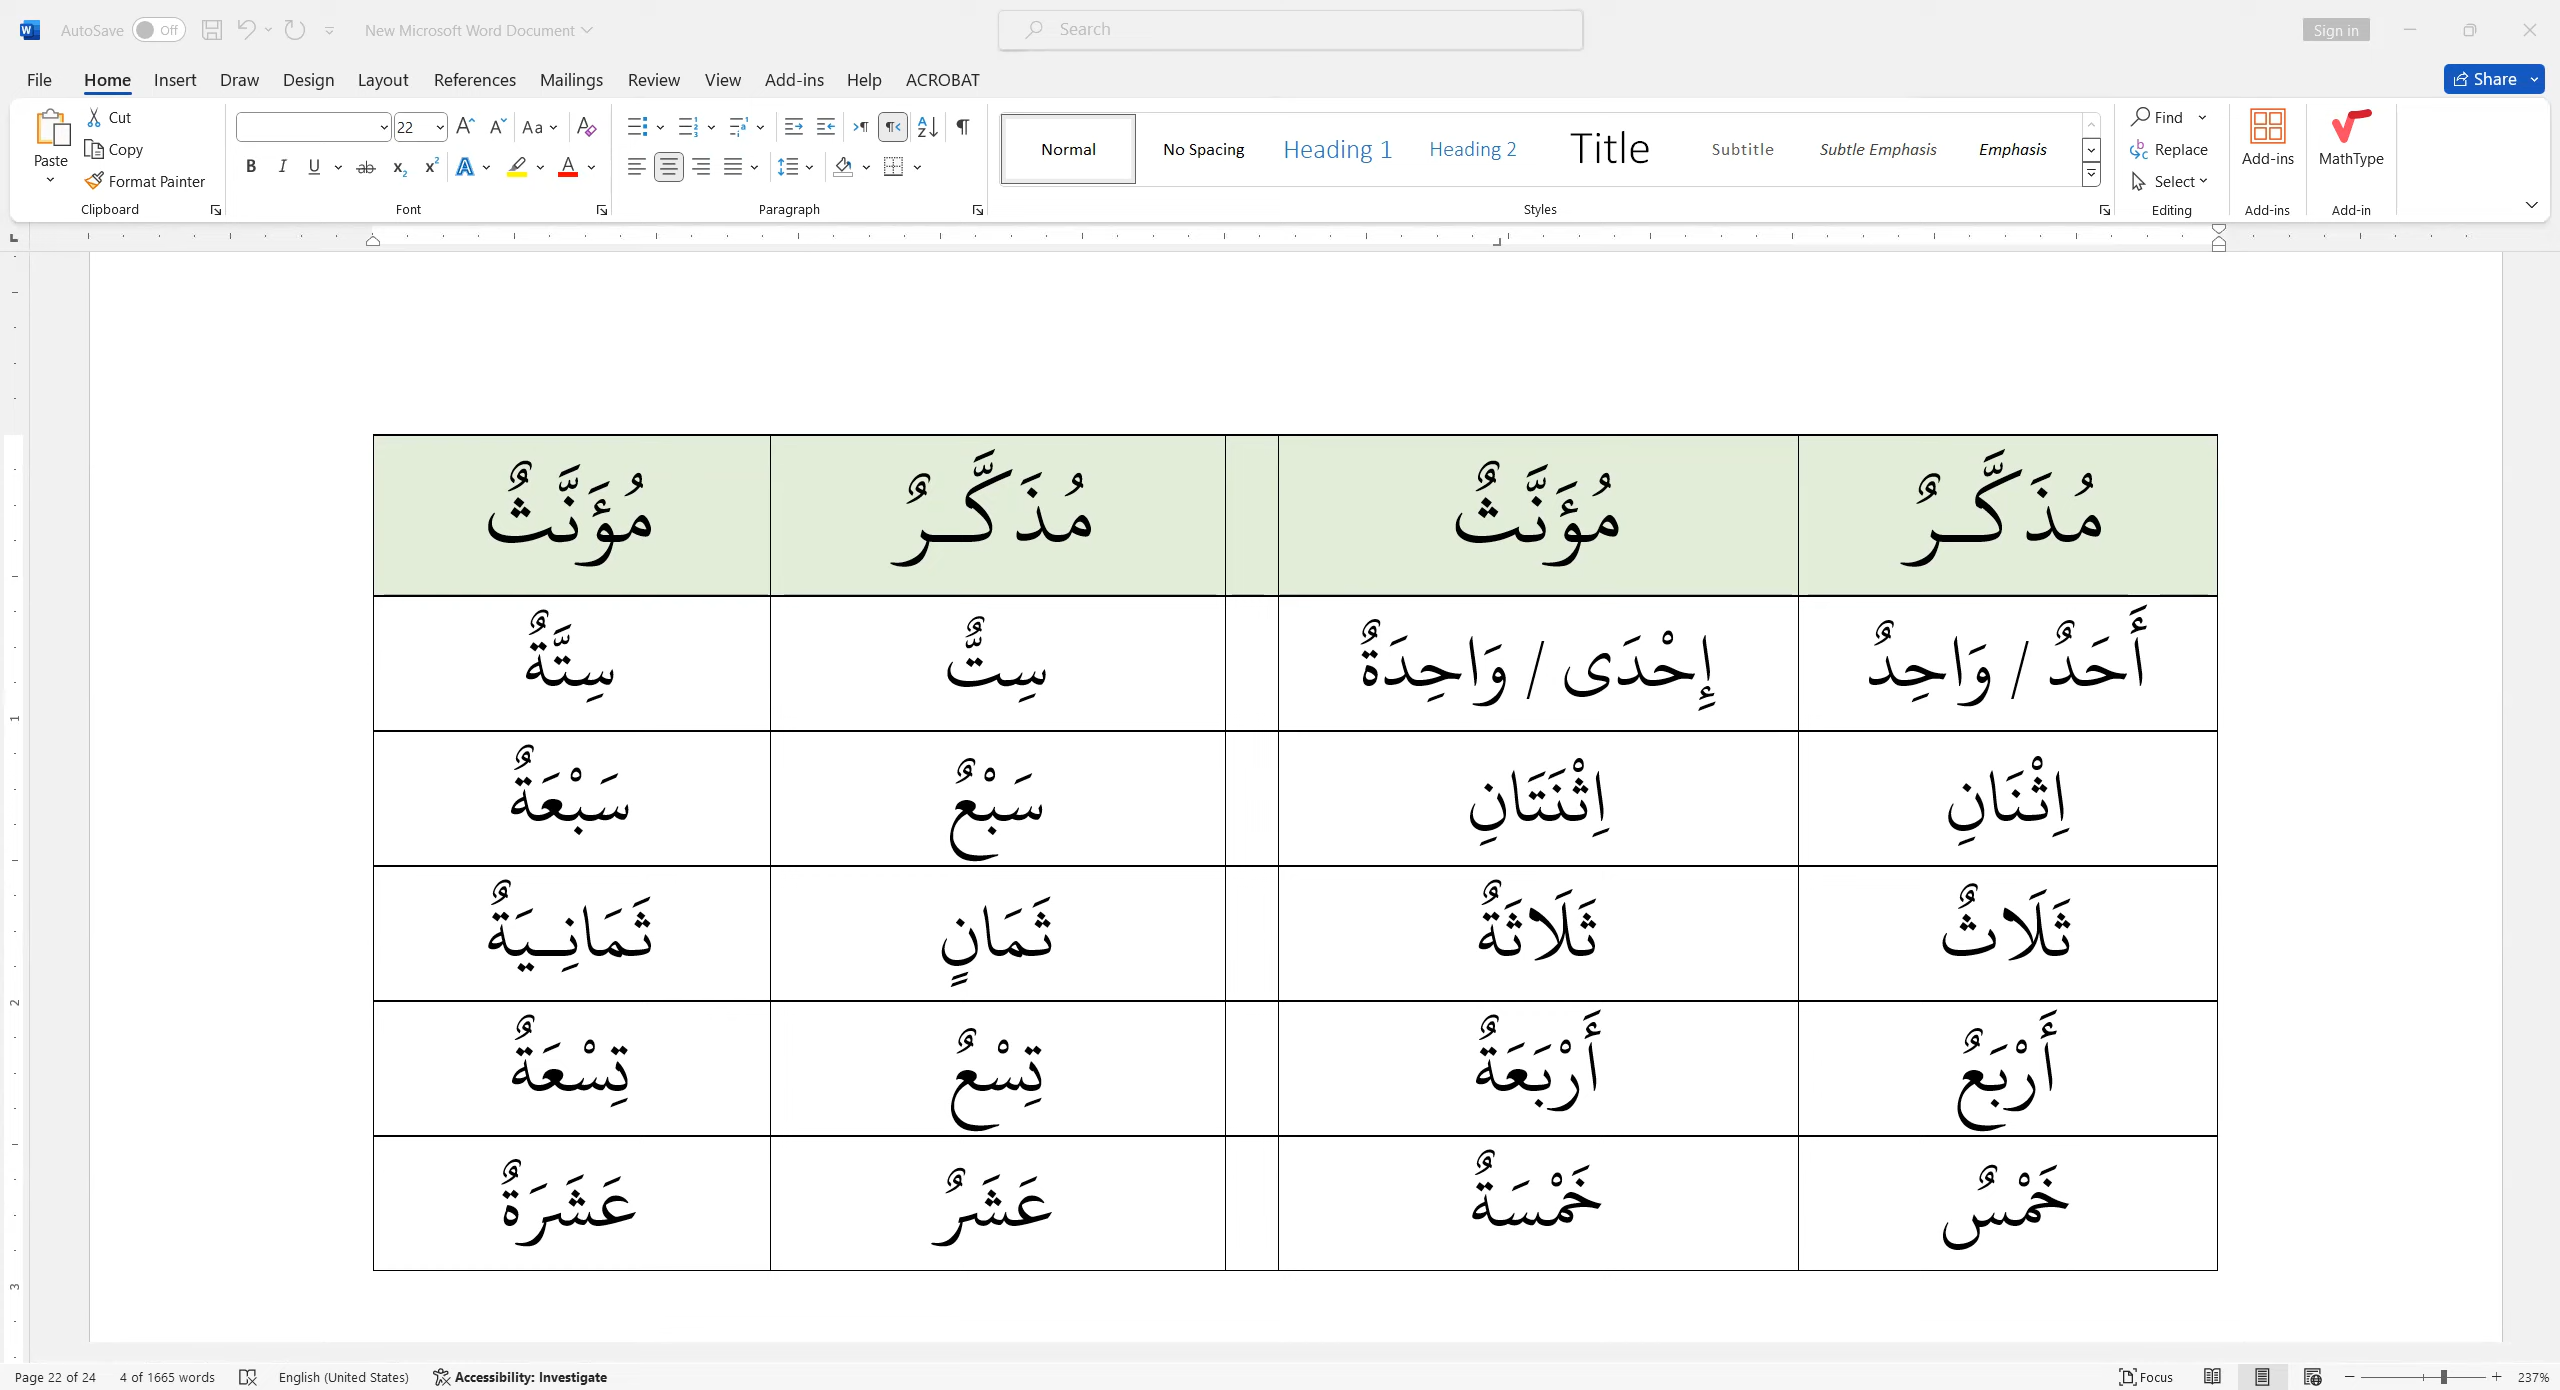 AutoSave Off New Microsoft Word Document Search Sign in
File Home Insert Draw Design Layout References Mailings Review View Add-ins Help ACROBAT Share
Paste Cut Copy Format Painter Clipboard
22 Font
Paragraph
Normal No Spacing Heading 1 Heading 2 Title Subtitle Subtle Emphasis Emphasis Styles
Find Replace Select Editing
Add-ins Add-ins
MathType Add-in
مُذَكَّـرٌ مُؤَنَّثٌ مُذَكَّـرٌ مُؤَنَّثٌ
أَحَدٌ / وَاحِدٌ إِحْدَى / وَاحِدَةٌ سِتٌّ سِتَّةٌ
اِثْنَانِ اِثْنَتَانِ سَبْعٌ سَبْعَةٌ
ثَلَاثٌ ثَلَاثَةٌ ثَمَانٍ ثَمَانِـيَةٌ
أَرْبَعٌ أَرْبَعَةٌ تِسْعٌ تِسْعَةٌ
خَمْسٌ خَمْسَةٌ عَشَرٌ عَشَرَةٌ
1
2
3
Page 22 of 24 4 of 1665 words English (United States) Accessibility: Investigate Focus 237%